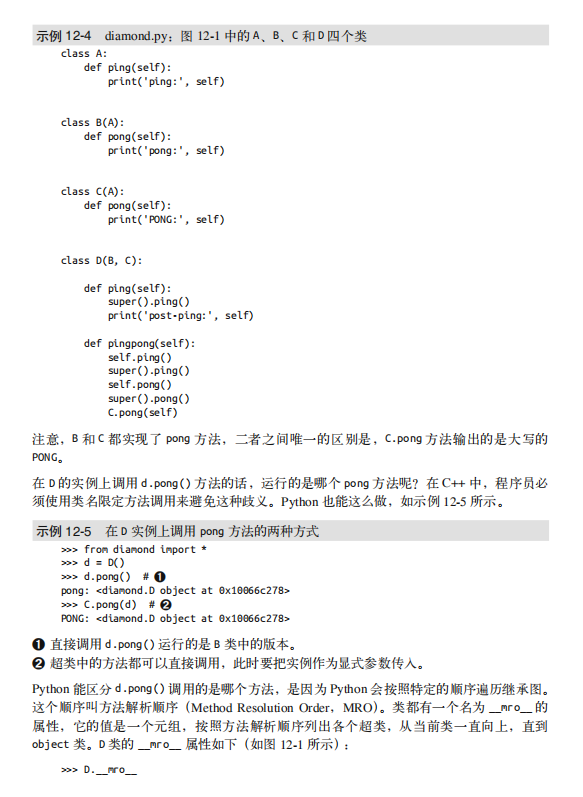 示例 12-4 diamond.py：图 12-1 中的 A、B、C 和 D 四个类
class A:
    def ping(self):
        print('ping:', self)
class B(A):
    def pong(self):
        print('pong:', self)
class C(A):
    def pong(self):
        print('PONG:', self)
class D(B, C):
    def ping(self):
        super().ping()
        print('post-ping:', self)
    def pingpong(self):
        self.ping()
        super().ping()
        self.pong()
        super().pong()
        C.pong(self)
注意，B 和 C 都实现了 pong 方法，二者之间唯一的区别是，C.pong 方法输出的是大写的
PONG。
在 D 的实例上调用 d.pong() 方法的话，运行的是哪个 pong 方法呢？在 C++ 中，程序员必
须使用类名限定方法调用来避免这种歧义。Python 也能这么做，如示例 12-5 所示。
示例 12-5 在 D 实例上调用 pong 方法的两种方式
>>> from diamond import *
>>> d = D()
>>> d.pong()  # ❶
pong: <diamond.D object at 0x10066c278>
>>> C.pong(d)  # ❷
PONG: <diamond.D object at 0x10066c278>
❶ 直接调用 d.pong() 运行的是 B 类中的版本。
❷ 超类中的方法都可以直接调用，此时要把实例作为显式参数传入。
Python 能区分 d.pong() 调用的是哪个方法，是因为 Python 会按照特定的顺序遍历继承图。
这个顺序叫方法解析顺序（Method Resolution Order，MRO）。类都有一个名为 __mro__ 的
属性，它的值是一个元组，按照方法解析顺序列出各个超类，从当前类一直向上，直到
object 类。D 类的 __mro__ 属性如下（如图 12-1 所示）：
>>> D.__mro__